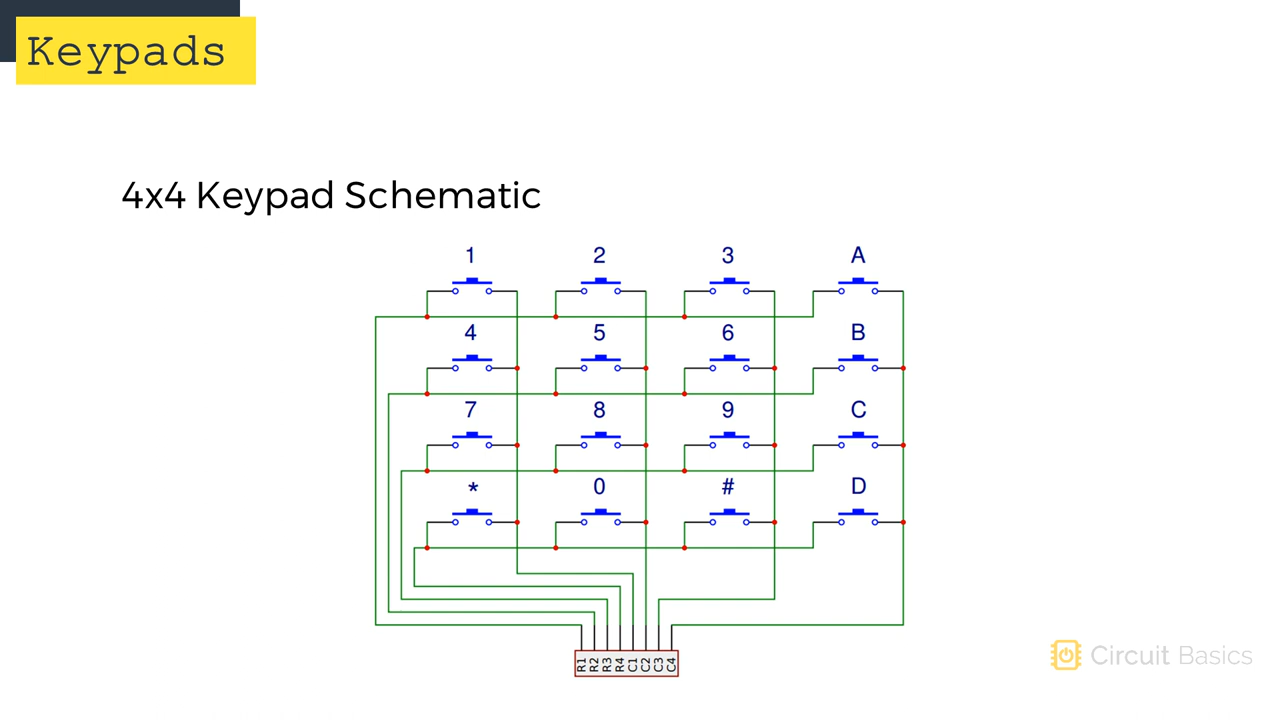 Keypads
4x4 Keypad Schematic
1 2 3 A
4 5 6 B
7 8 9 C
* 0 # D
R1 R2 R3 R4 C1 C2 C3 C4
Circuit Basics